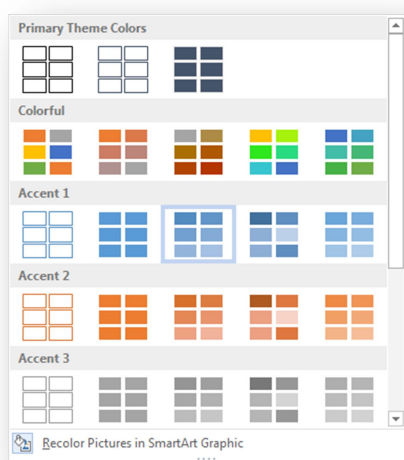 Primary Theme Colors
Colorful
Accent 1
Accent 2
Accent 3
Recolor Pictures in SmartArt Graphic